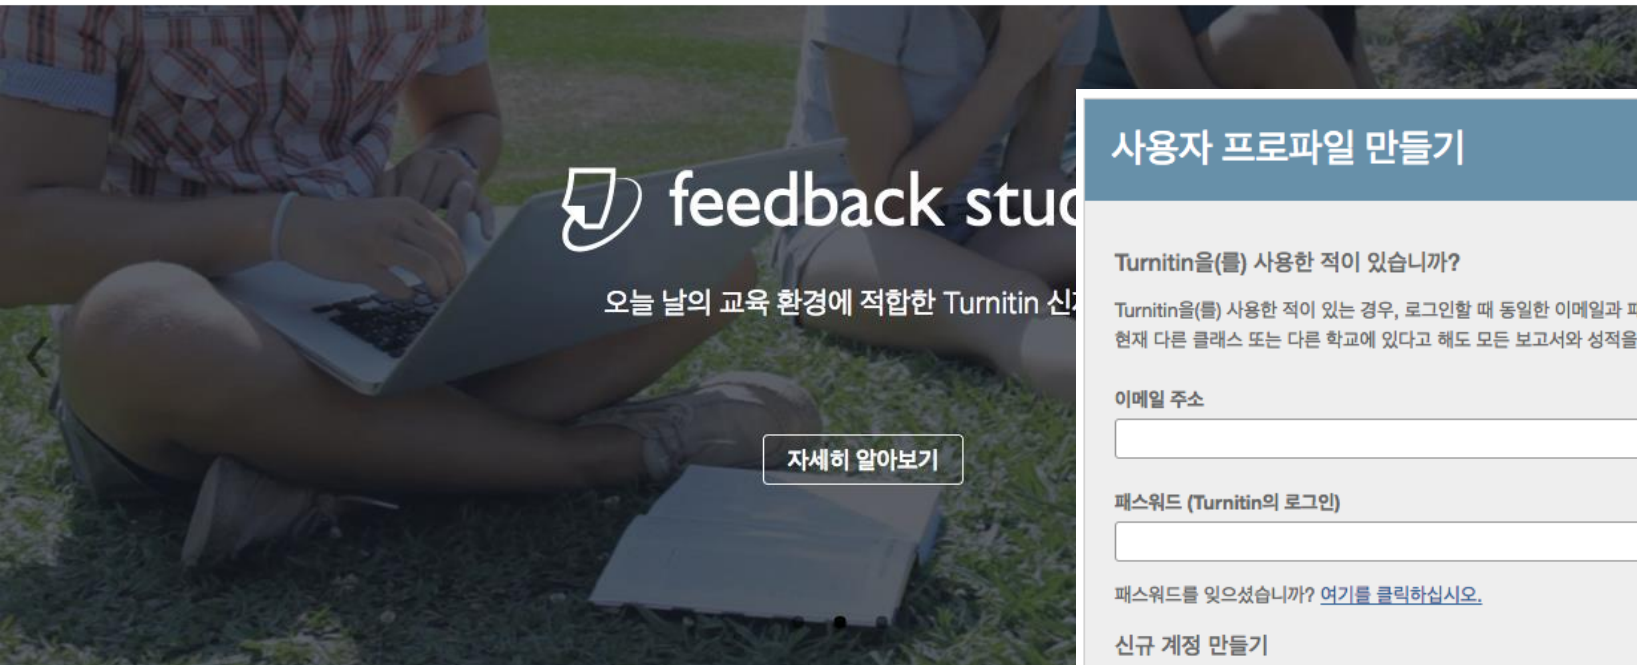 feedback
오늘 날의 교육 환경에 적합한 Turnitin
자세히 알아보기
사용자 프로파일 만들기
Turnitin을(를) 사용한 적이 있습니까?
Turnitin을(를) 사용한 적이 있는 경우, 로그인할 때 동일한 이메일과
현재 다른 클래스 또는 다른 학교에 있다고 해도 모든 보고서와 성적을
이메일 주소
패스워드 (Turnitin의 로그인)
패스워드를 잊으셨습니까? 여기를 클릭하십시오.
신규 계정 만들기